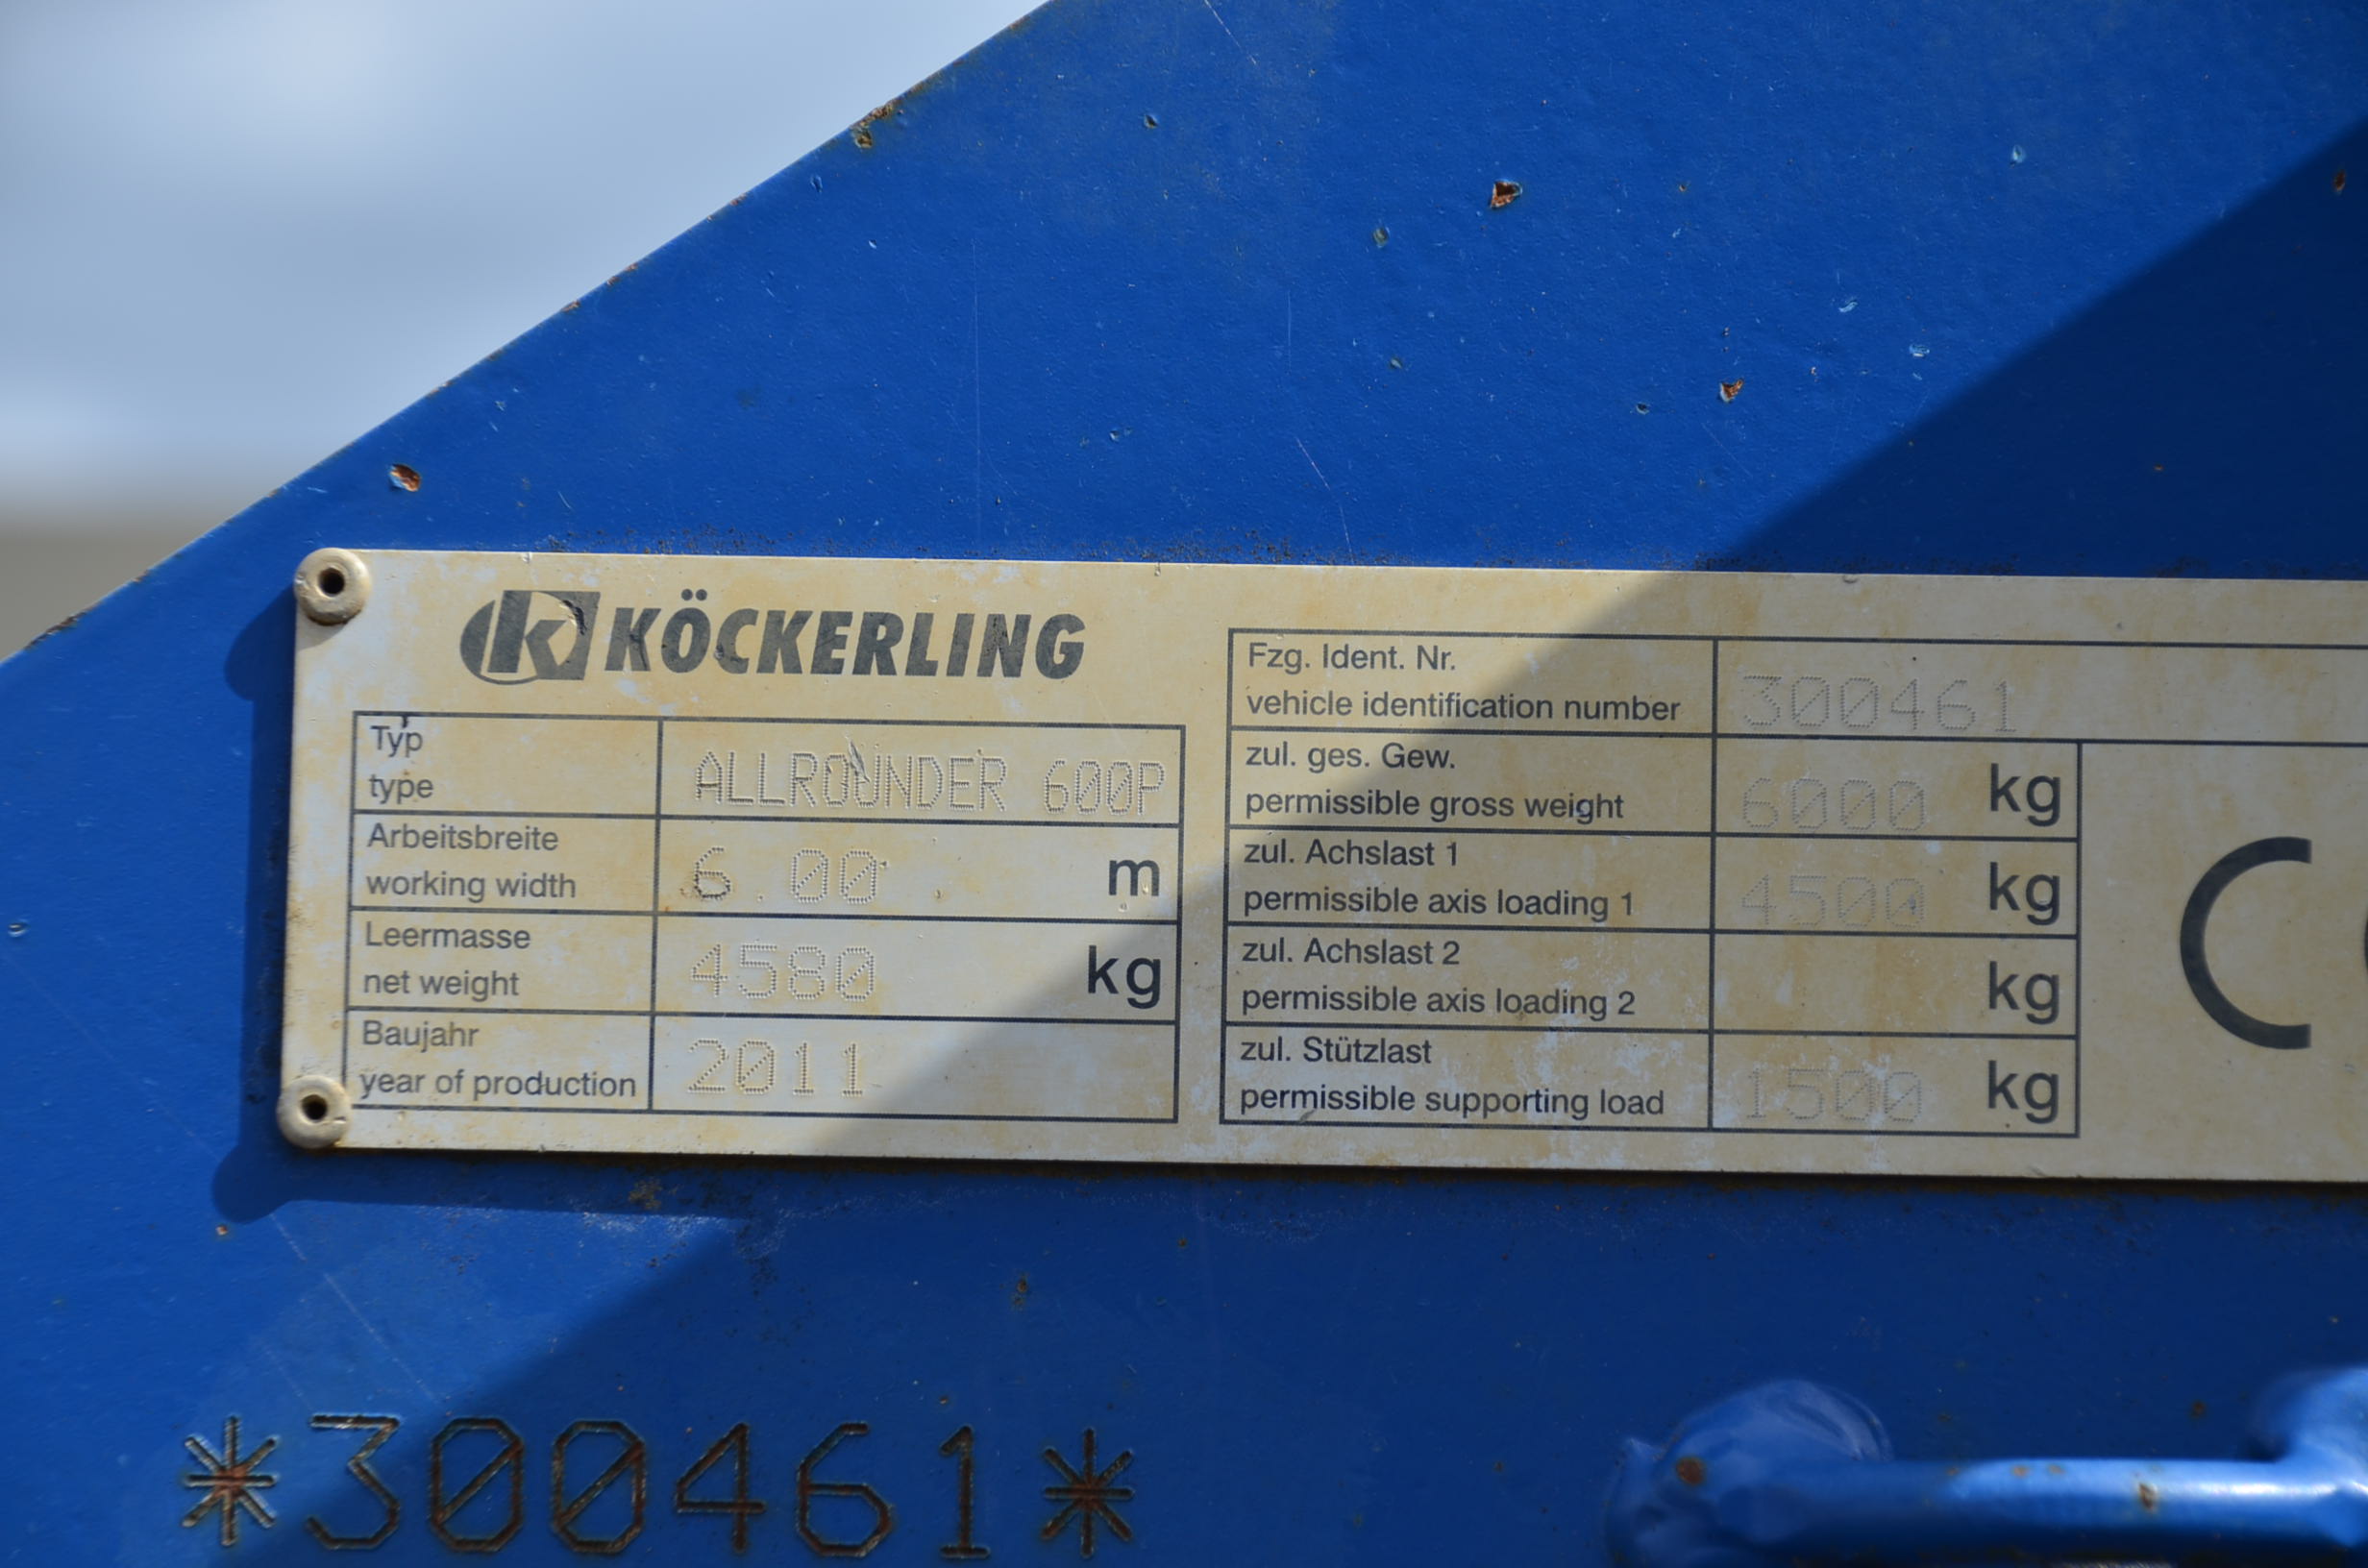 KÖCKERLING
Typ
type
ALLROUNDER 600P
Arbeitsbreite
working width
6.00 m
Leermasse
net weight
4580 kg
Baujahr
year of production
2011
Fzg. Ident. Nr.
vehicle identification number
300461
zul. ges. Gew.
permissible gross weight
6000 kg
zul. Achslast 1
permissible axis loading 1
4500 kg
zul. Achslast 2
permissible axis loading 2
kg
zul. Stützlast
permissible supporting load
1500 kg
*300461*